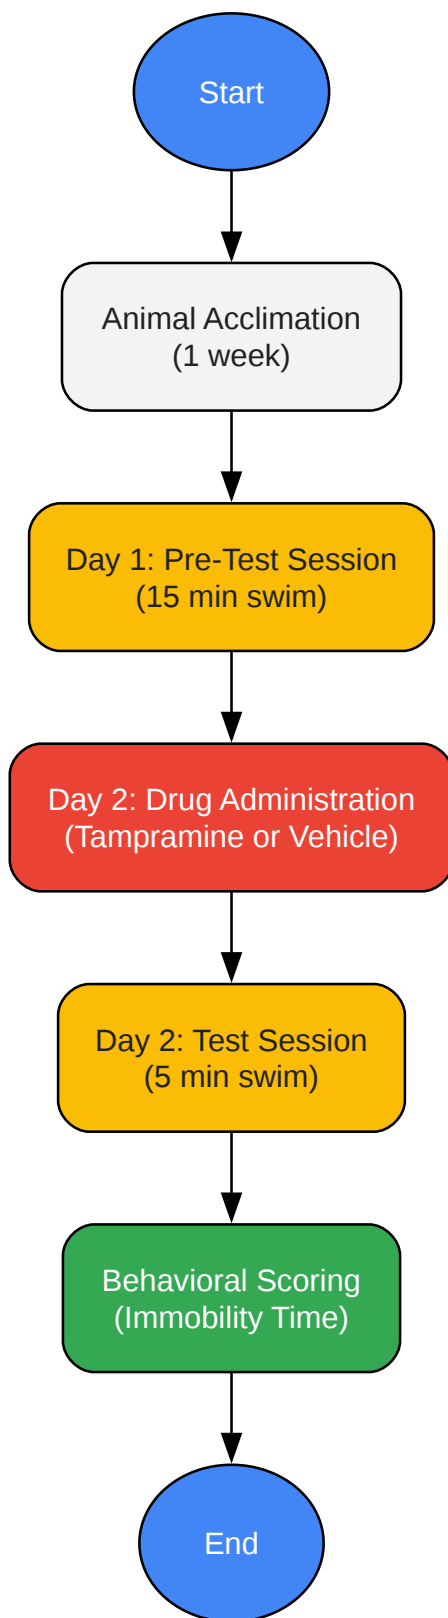 Start
Animal Acclimation
(1 week)
Day 1: Pre-Test Session
(15 min swim)
Day 2: Drug Administration
(Tampramine or Vehicle)
Day 2: Test Session
(5 min swim)
Behavioral Scoring
(Immobility Time)
End